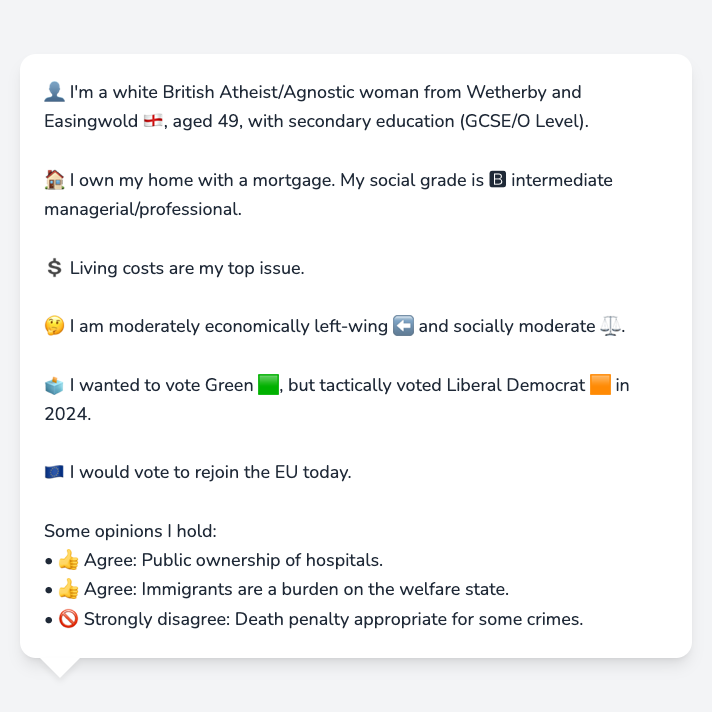 👤 I'm a white British Atheist/Agnostic woman from Wetherby and
Easingwold 🏴󠁧󠁢󠁥󠁮󠁧󠁿, aged 49, with secondary education (GCSE/O Level).
🏠 I own my home with a mortgage. My social grade is 🅱 intermediate
managerial/professional.
💲 Living costs are my top issue.
🤔 I am moderately economically left-wing ⬅️ and socially moderate ⚖️.
🗳️ I wanted to vote Green 🟩, but tactically voted Liberal Democrat 🟧 in
2024.
🇪🇺 I would vote to rejoin the EU today.
Some opinions I hold:
• 👍 Agree: Public ownership of hospitals.
• 👍 Agree: Immigrants are a burden on the welfare state.
• 🚫 Strongly disagree: Death penalty appropriate for some crimes.